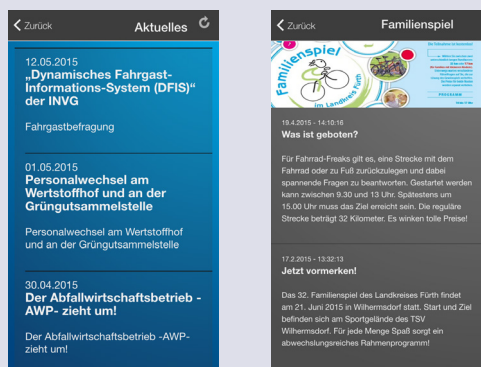 Zurück
Aktuelles
12.05.2015
„Dynamisches Fahrgast-
Informations-System (DFIS)“
der INVG
Fahrgastbefragung
01.05.2015
Personalwechsel am
Wertstoffhof und an der
Grüngutsammelstelle
Personalwechsel am Wertstoffhof
und an der Grüngutsammelstelle
30.04.2015
Der Abfallwirtschaftsbetrieb -
AWP- zieht um!
Der Abfallwirtschaftsbetrieb -AWP-
zieht um!
Zurück
Familienspiel
Familienspiel
im Landkreis Fürth
PROGRAMM
19.4.2015 - 14:10:16
Was ist geboten?
Für Fahrrad-Freaks gilt es, eine Strecke mit dem
Fahrrad oder zu Fuß zurückzulegen und dabei
spannende Fragen zu beantworten. Gestartet werden
kann zwischen 9.30 und 13 Uhr. Spätestens um
15.00 Uhr muss das Ziel erreicht sein. Die reguläre
Strecke beträgt 32 Kilometer. Es winken tolle Preise!
17.2.2015 - 13:32:13
Jetzt vormerken!
Das 32. Familienspiel des Landkreises Fürth findet
am 21. Juni 2015 in Wilhermsdorf statt. Start und Ziel
befinden sich am Sportgelände des TSV
Wilhermsdorf. Für jede Menge Spaß sorgt ein
abwechslungsreiches Rahmenprogramm!